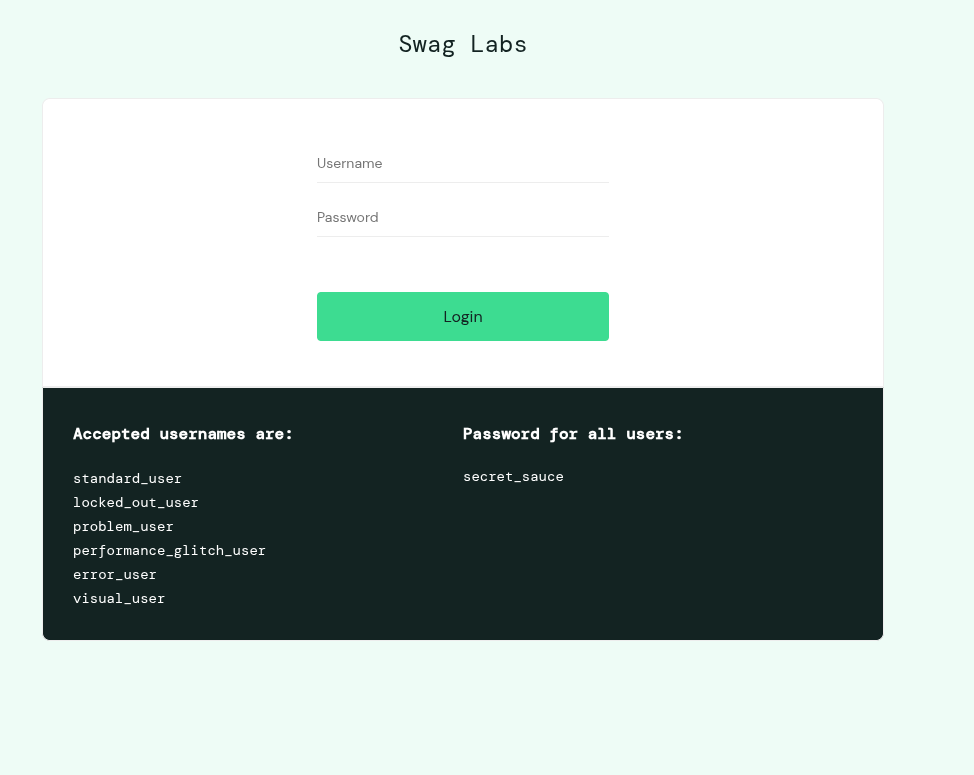 Swag Labs
Username
Password
Login
Accepted usernames are:
standard_user
locked_out_user
problem_user
performance_glitch_user
error_user
visual_user
Password for all users:
secret_sauce